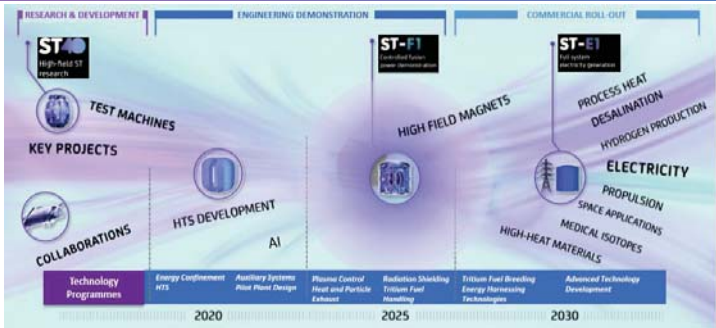 RESEARCH & DEVELOPMENT
ENGINEERING DEMONSTRATION
COMMERCIAL ROLL-OUT
ST40
High-field ST
research
ST-F1
Controlled fusion
power demonstration
ST-E1
Full system
electricity generation
TEST MACHINES
KEY PROJECTS
COLLABORATIONS
HTS DEVELOPMENT
AI
HIGH FIELD MAGNETS
PROCESS HEAT
DESALINATION
HYDROGEN PRODUCTION
ELECTRICITY
PROPULSION
SPACE APPLICATIONS
MEDICAL ISOTOPES
HIGH-HEAT MATERIALS
Technology
Programmes
Energy Confinement
HTS
Auxiliary Systems
Pilot Plant Design
Plasma Control
Heat and Particle
Exhaust
Radiation Shielding
Tritium Fuel
Handling
Tritium Fuel Breeding
Energy Harnessing
Technologies
Advanced Technology
Development
2020
2025
2030